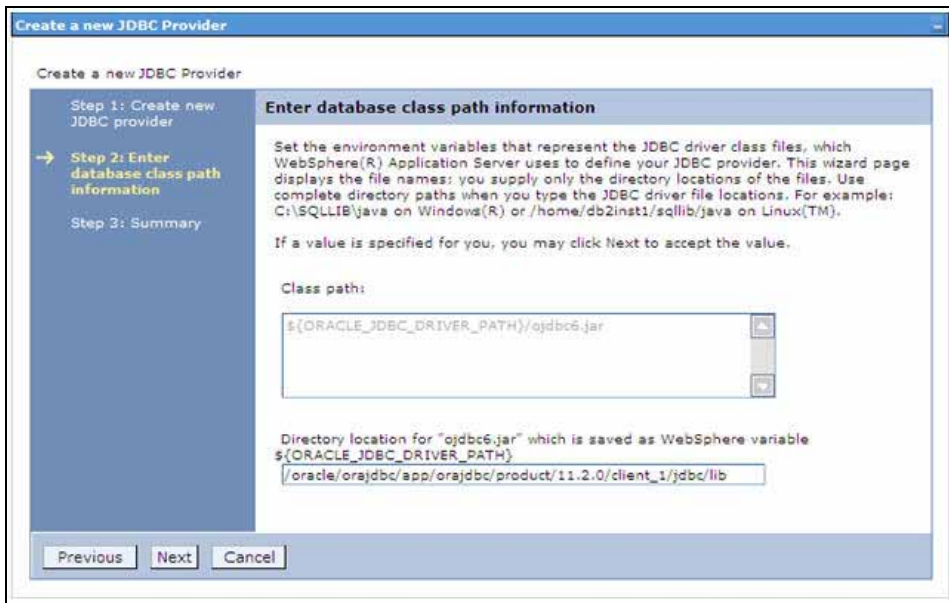 Create a new JDBC Provider
Create a new JDBC Provider
Step 1: Create new
JDBC provider
Step 2: Enter
database class path
information
Step 3: Summary
Enter database class path information
Set the environment variables that represent the JDBC driver class files, which
WebSphere(R) Application Server uses to define your JDBC provider. This wizard page
displays the file names; you supply only the directory locations of the files. Use
complete directory paths when you type the JDBC driver file locations. For example:
C:\SQLLIB\java on Windows(R) or /home/db2inst1/sqllib/java on Linux(TM).
If a value is specified for you, you may click Next to accept the value.
Class path:
${ORACLE_JDBC_DRIVER_PATH}/ojdbc6.jar
Directory location for "ojdbc6.jar" which is saved as WebSphere variable
${ORACLE_JDBC_DRIVER_PATH}
/oracle/orajdbc/app/orajdbc/product/11.2.0/client_1/jdbc/lib
Previous Next Cancel